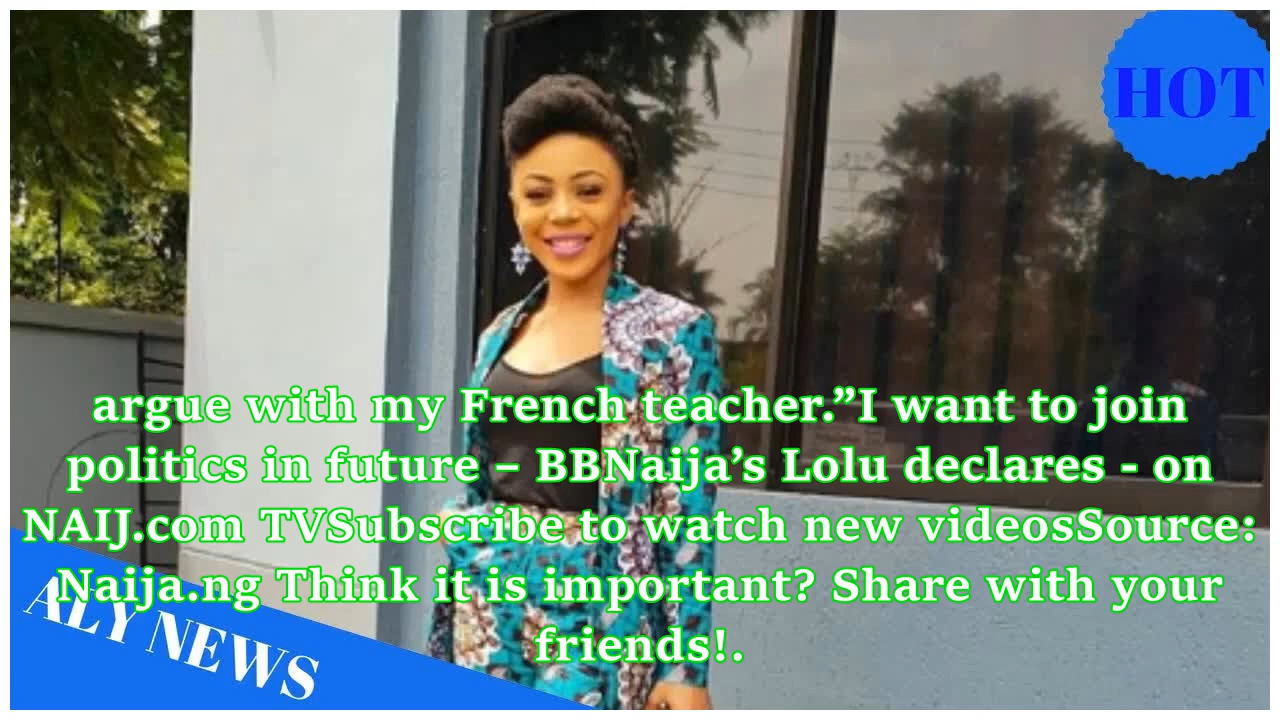 HOT
argue with my French teacher.”I want to join
politics in future – BBNaija’s Lolu declares - on
NAIJ.com TVSubscribe to watch new videosSource:
Naija.ng Think it is important? Share with your
friends!.
ALY NEWS